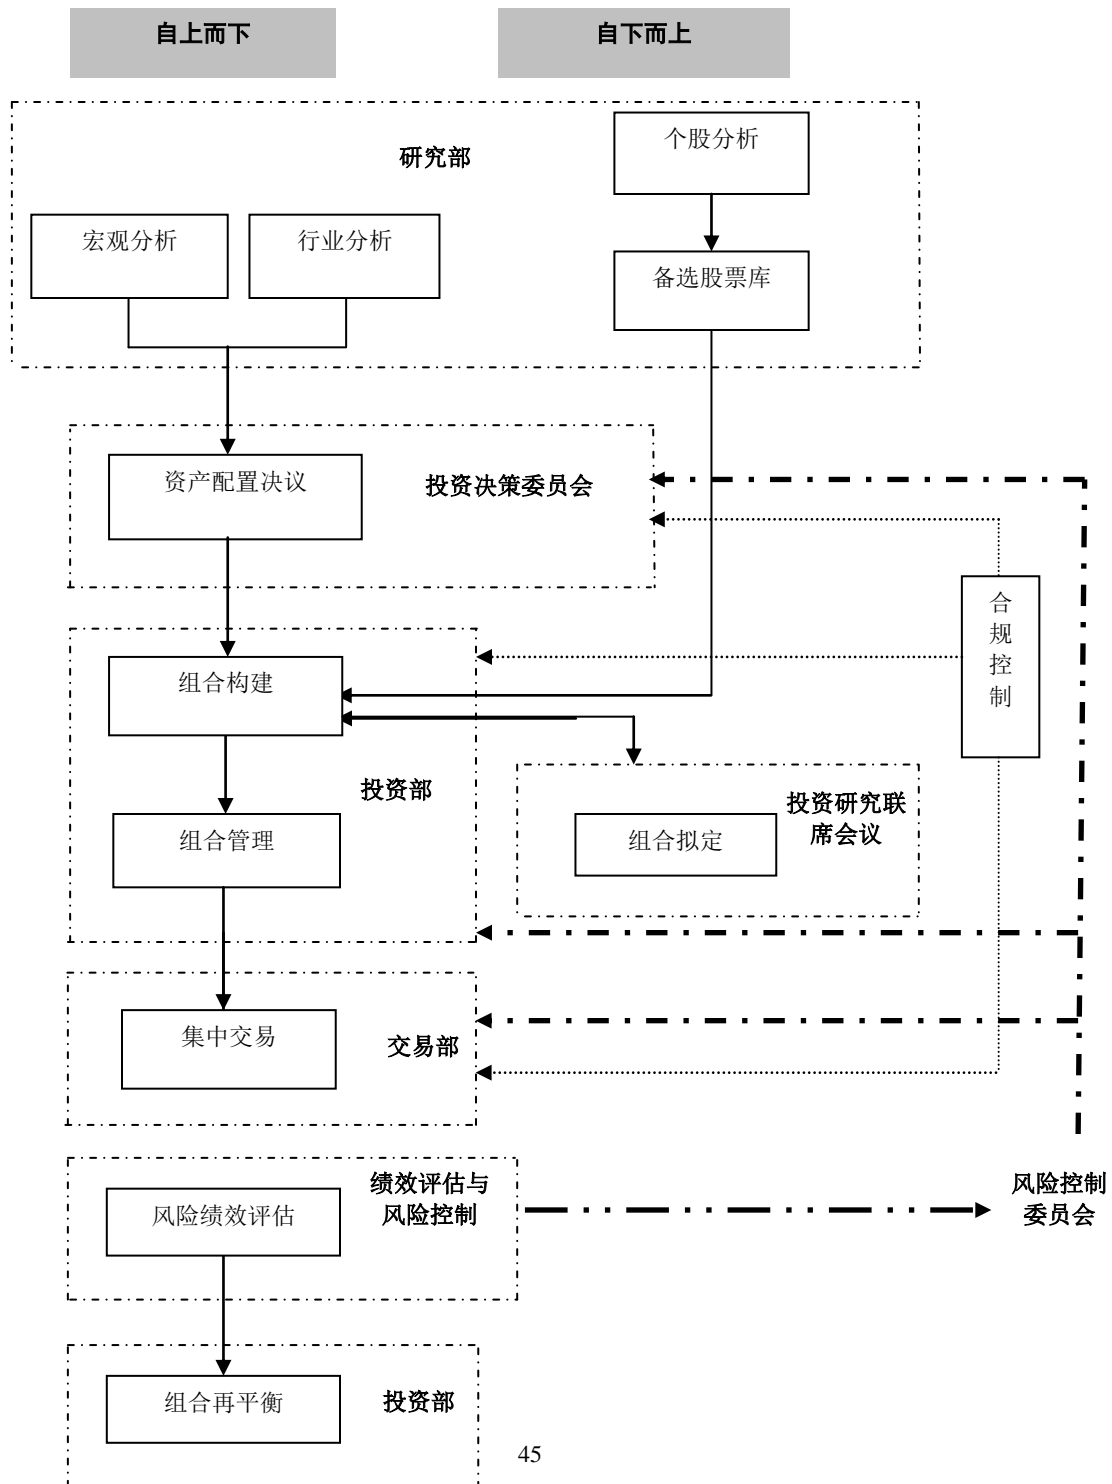 自上而下
自下而上
个股分析
研究部
宏观分析
行业分析
备选股票库
资产配置决议
投资决策委员会
合
规
控
制
组合构建
投资部
投资研究联
席会议
组合管理
组合拟定
集中交易
交易部
绩效评估与
风险控制
风险绩效评估
风险控制
委员会
组合再平衡
投资部
45